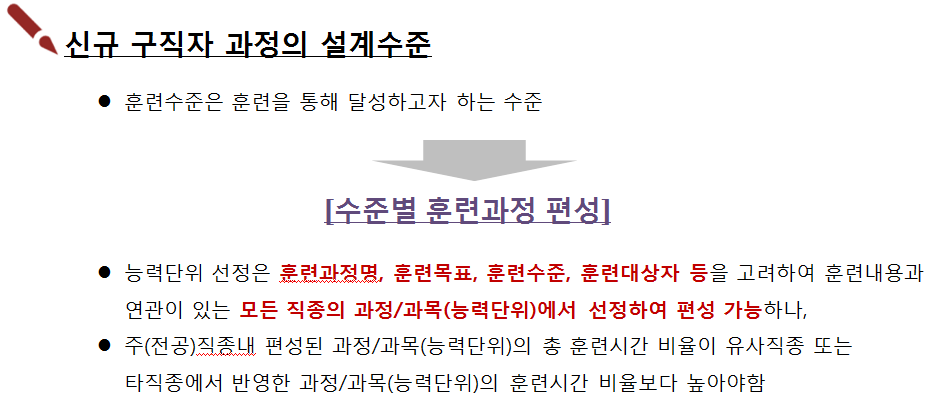 신규 구직자 과정의 설계수준
● 훈련수준은 훈련을 통해 달성하고자 하는 수준
[수준별 훈련과정 편성]
● 능력단위 선정은 훈련과정명, 훈련목표, 훈련수준, 훈련대상자 등을 고려하여 훈련내용과
연관이 있는 모든 직종의 과정/과목(능력단위)에서 선정하여 편성 가능하나,
● 주(전공)직종내 편성된 과정/과목(능력단위)의 총 훈련시간 비율이 유사직종 또는
타직종에서 반영한 과정/과목(능력단위)의 훈련시간 비율보다 높아야함